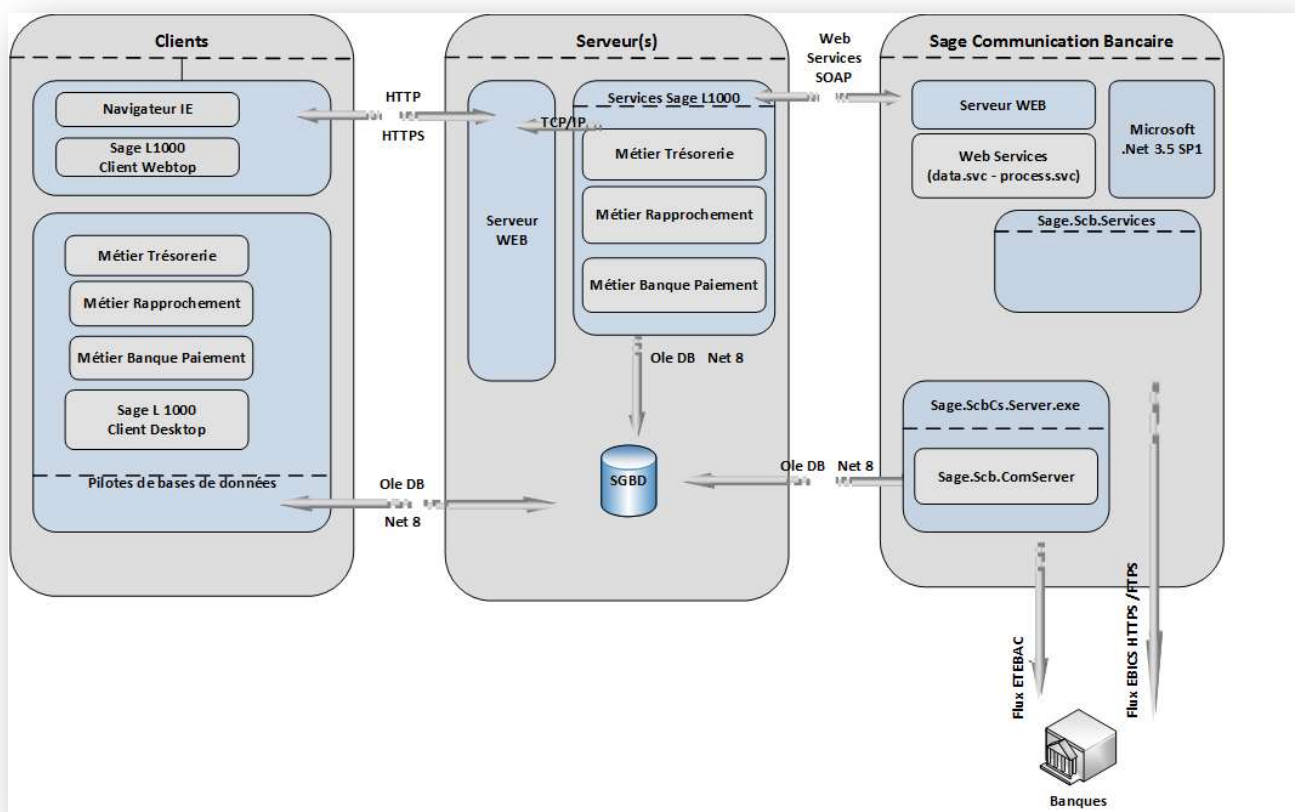 Clients
Navigateur IE
Sage L1000
Client Webtop
Métier Trésorerie
Métier Rapprochement
Métier Banque Paiement
Sage L 1000
Client Desktop
Pilotes de bases de données
HTTP
HTTPS
Ole DB
Net 8
Serveur(s)
Serveur
WEB
TCP/IP
Services Sage L1000
Métier Trésorerie
Métier Rapprochement
Métier Banque Paiement
Ole DB Net 8
SGBD
Web
Services
SOAP
Ole DB Net 8
Sage Communication Bancaire
Serveur WEB
Web Services
(data.svc - process.svc)
Microsoft
.Net 3.5 SP1
Sage.Scb.Services
Sage.ScbCs.Server.exe
Sage.Scb.ComServer
Flux ETEBAC
Flux EBICS HTTPS /FTPS
Banques